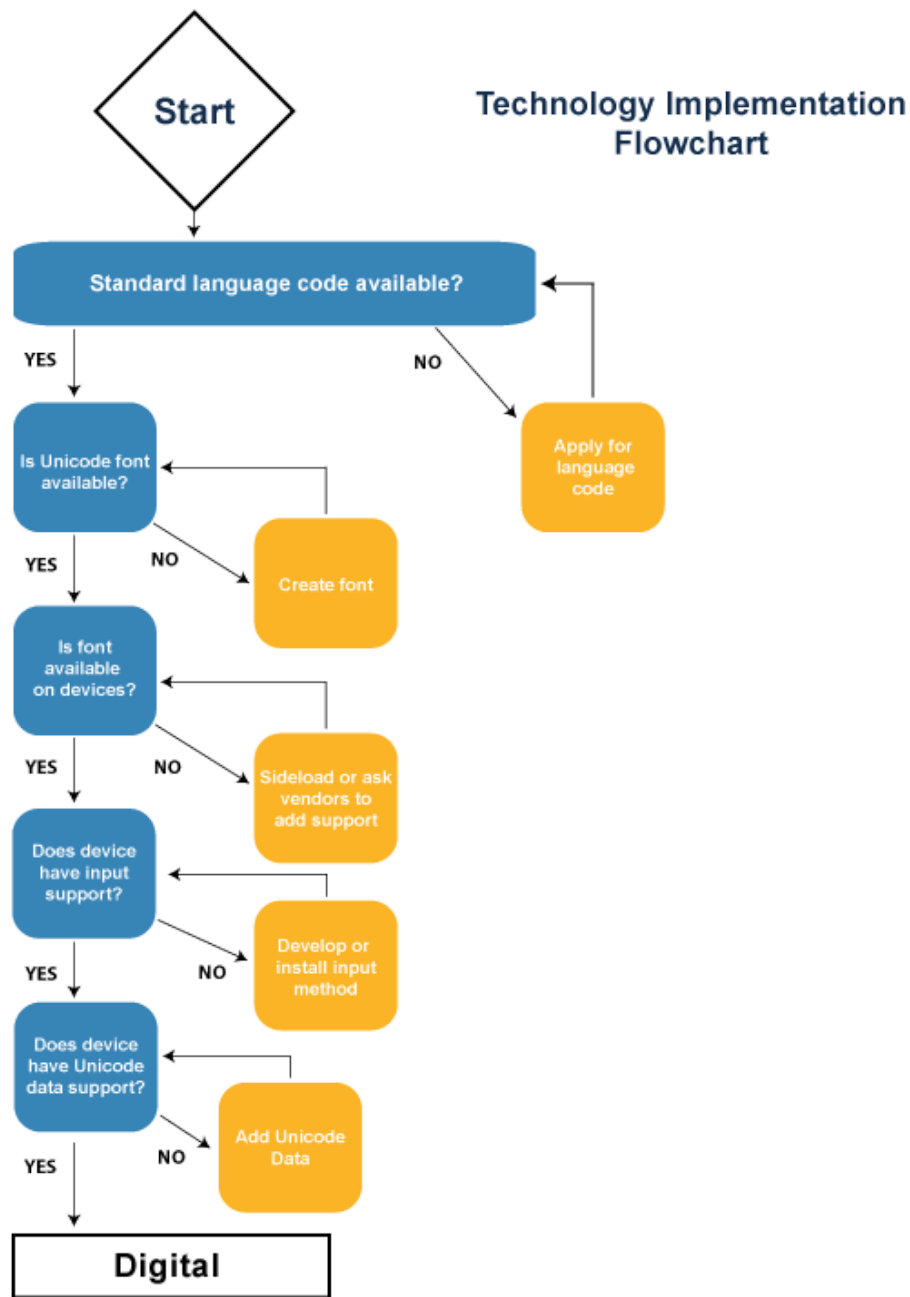 Start
Technology Implementation
Flowchart
Standard language code available?
YES
NO
Is Unicode font
available?
Apply for
language
code
YES
NO
Create font
Is font
available
on devices?
YES
NO
Sideload or ask
vendors to
add support
Does device
have input
support?
YES
NO
Develop or
install input
method
Does device
have Unicode
data support?
YES
NO
Add Unicode
Data
Digital